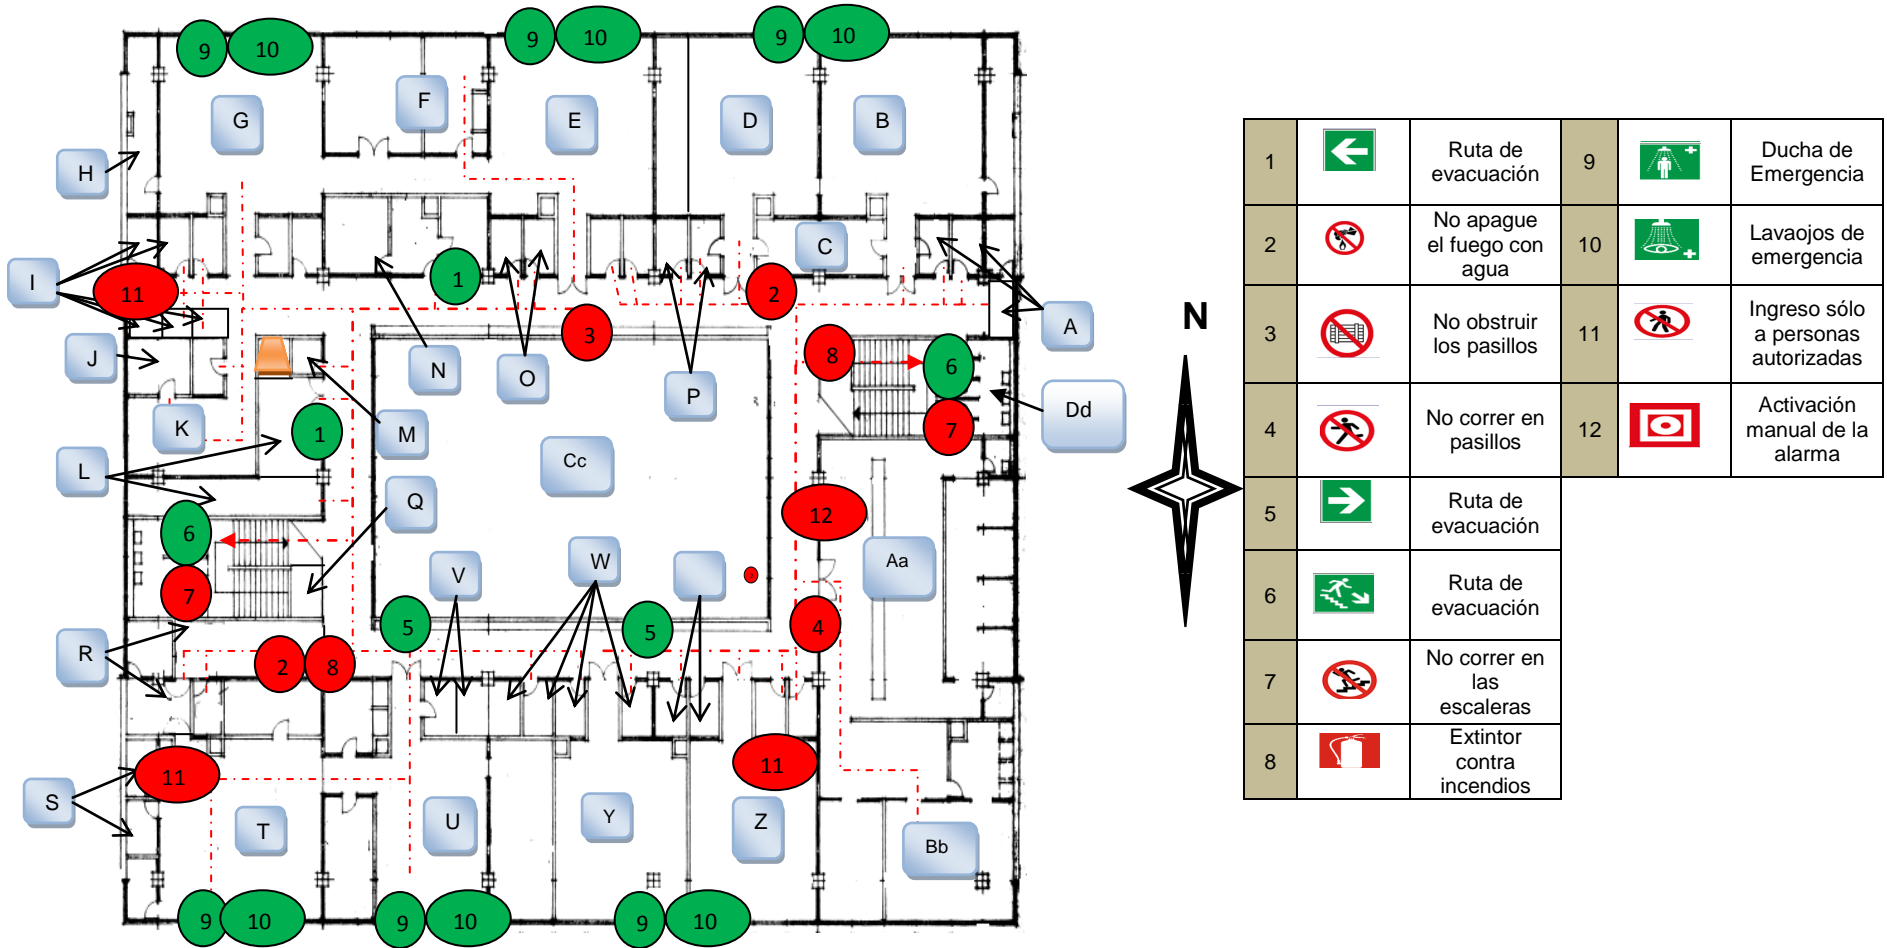 9 10 9 10 9 10
F
G E D B
H
C
I 11 1 2
A
3
N
J 8 6
N O P Dd
K 1 M 7
L Cc
Q
6 12
V W Aa
7
5 5 4
R 2 8
11 11
S
T U Y Z
Bb
9 10 9 10 9 10
1 Ruta de
evacuación
9 Ducha de
Emergencia
2 No apague
el fuego con
agua
10 Lavaojos de
emergencia
3 No obstruir
los pasillos
11 Ingreso sólo
a personas
autorizadas
4 No correr en
pasillos
12 Activación
manual de la
alarma
5 Ruta de
evacuación
6 Ruta de
evacuación
7 No correr en
las
escaleras
8 Extintor
contra
incendios